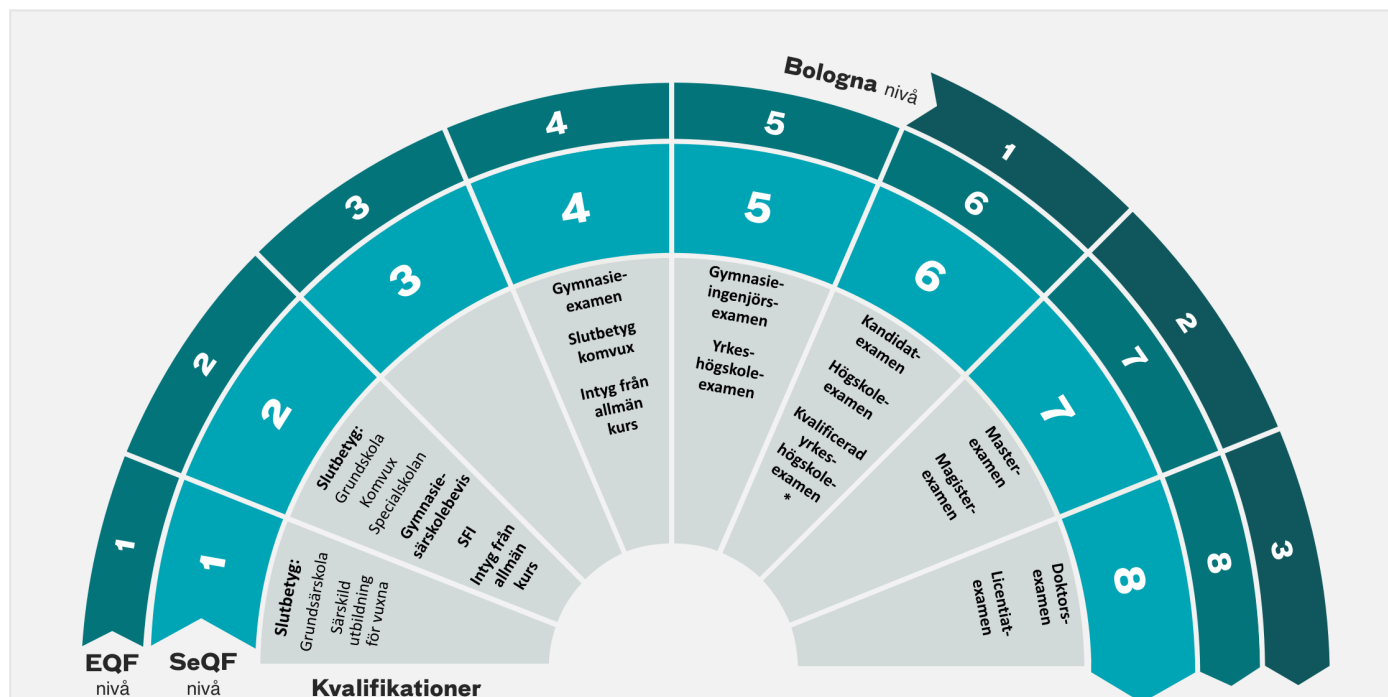 Bologna nivå
1
2
3
1
2
3
4
5
6
7
8
1
2
3
4
5
6
7
8
Slutbetyg:
Grundsärskola
Särskild
utbildning
för vuxna
Slutbetyg:
Grundskola
Komvux
Specialskolan
Gymnasie-
särskolebevis
SFI
Intyg från
allmän
kurs
Gymnasie-
examen
Slutbetyg
komvux
Intyg från
allmän
kurs
Gymnasie-
ingenjörs-
examen
Yrkes-
högskole-
examen
Kandidat-
examen
Högskole-
examen
Kvalificerad
yrkes-
högskole-
examen
*
Master-
examen
Magister-
examen
Doktors-
examen
Licentiat-
examen
EQF
nivå
SeQF
nivå
Kvalifikationer